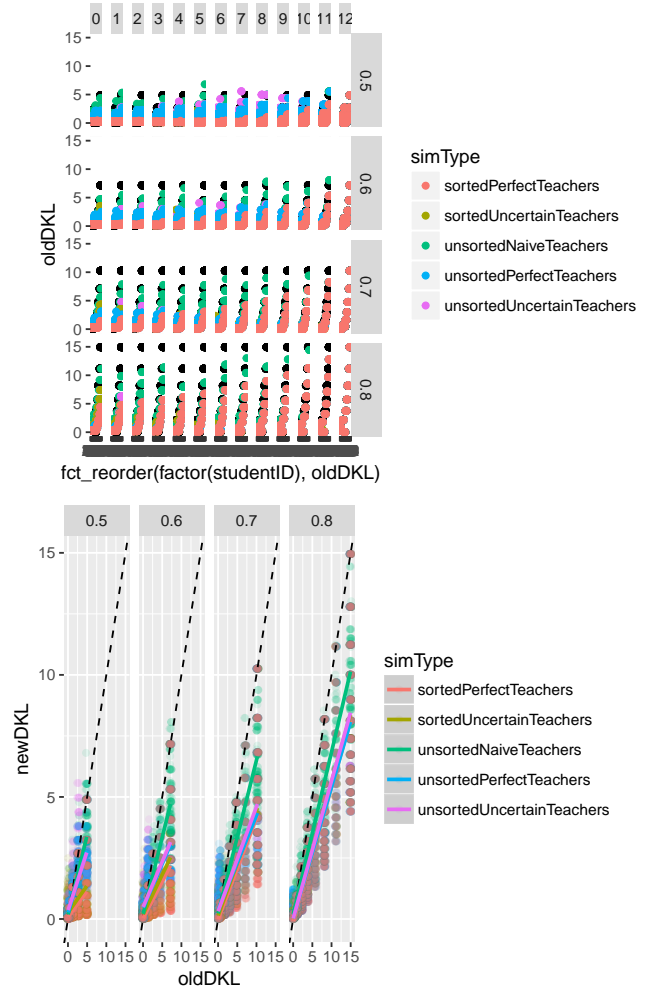 0 1 2 3 4 5 6 7 8 9 10 11 12
15
10
5
0
0.5
15
10
5
0
0.6
15
10
5
0
0.7
15
10
5
0
0.8
oldDKL
fct_reorder(factor(studentID), oldDKL)
simType
sortedPerfectTeachers
sortedUncertainTeachers
unsortedNaiveTeachers
unsortedPerfectTeachers
unsortedUncertainTeachers
0.5 0.6 0.7 0.8
15
10
5
0
newDKL
0 5 10 15 0 5 10 15 0 5 10 15 0 5 10 15
oldDKL
simType
sortedPerfectTeachers
sortedUncertainTeachers
unsortedNaiveTeachers
unsortedPerfectTeachers
unsortedUncertainTeachers